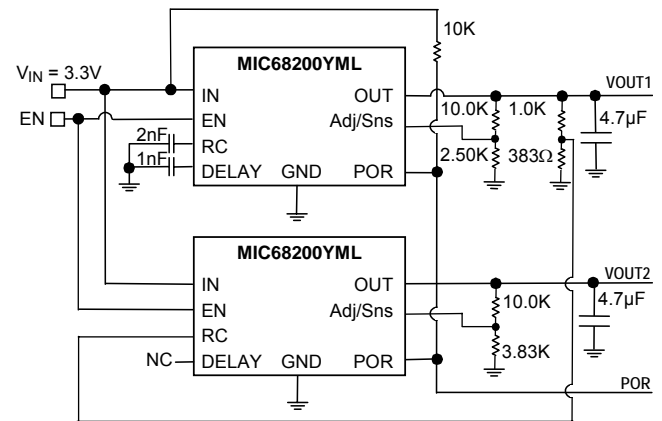 10K
V_IN = 3.3V
MIC68200YML
VOUT1
IN
OUT
10.0K
1.0K
4.7µF
EN
EN
Adj/Sns
2nF
RC
1nF
2.50K
383Ω
DELAY
GND
POR
MIC68200YML
IN
OUT
VOUT2
EN
Adj/Sns
10.0K
4.7µF
RC
3.83K
NC
DELAY
GND
POR
POR